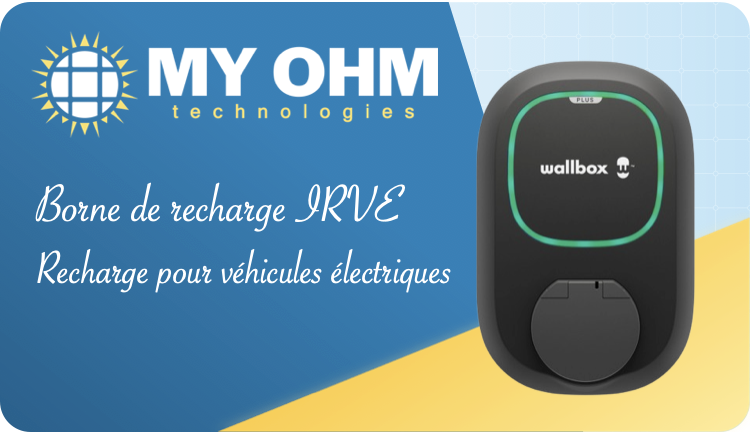 MY OHM
technologies
Borne de recharge IRVE
Recharge pour véhicules électriques
PLUS
wallbox